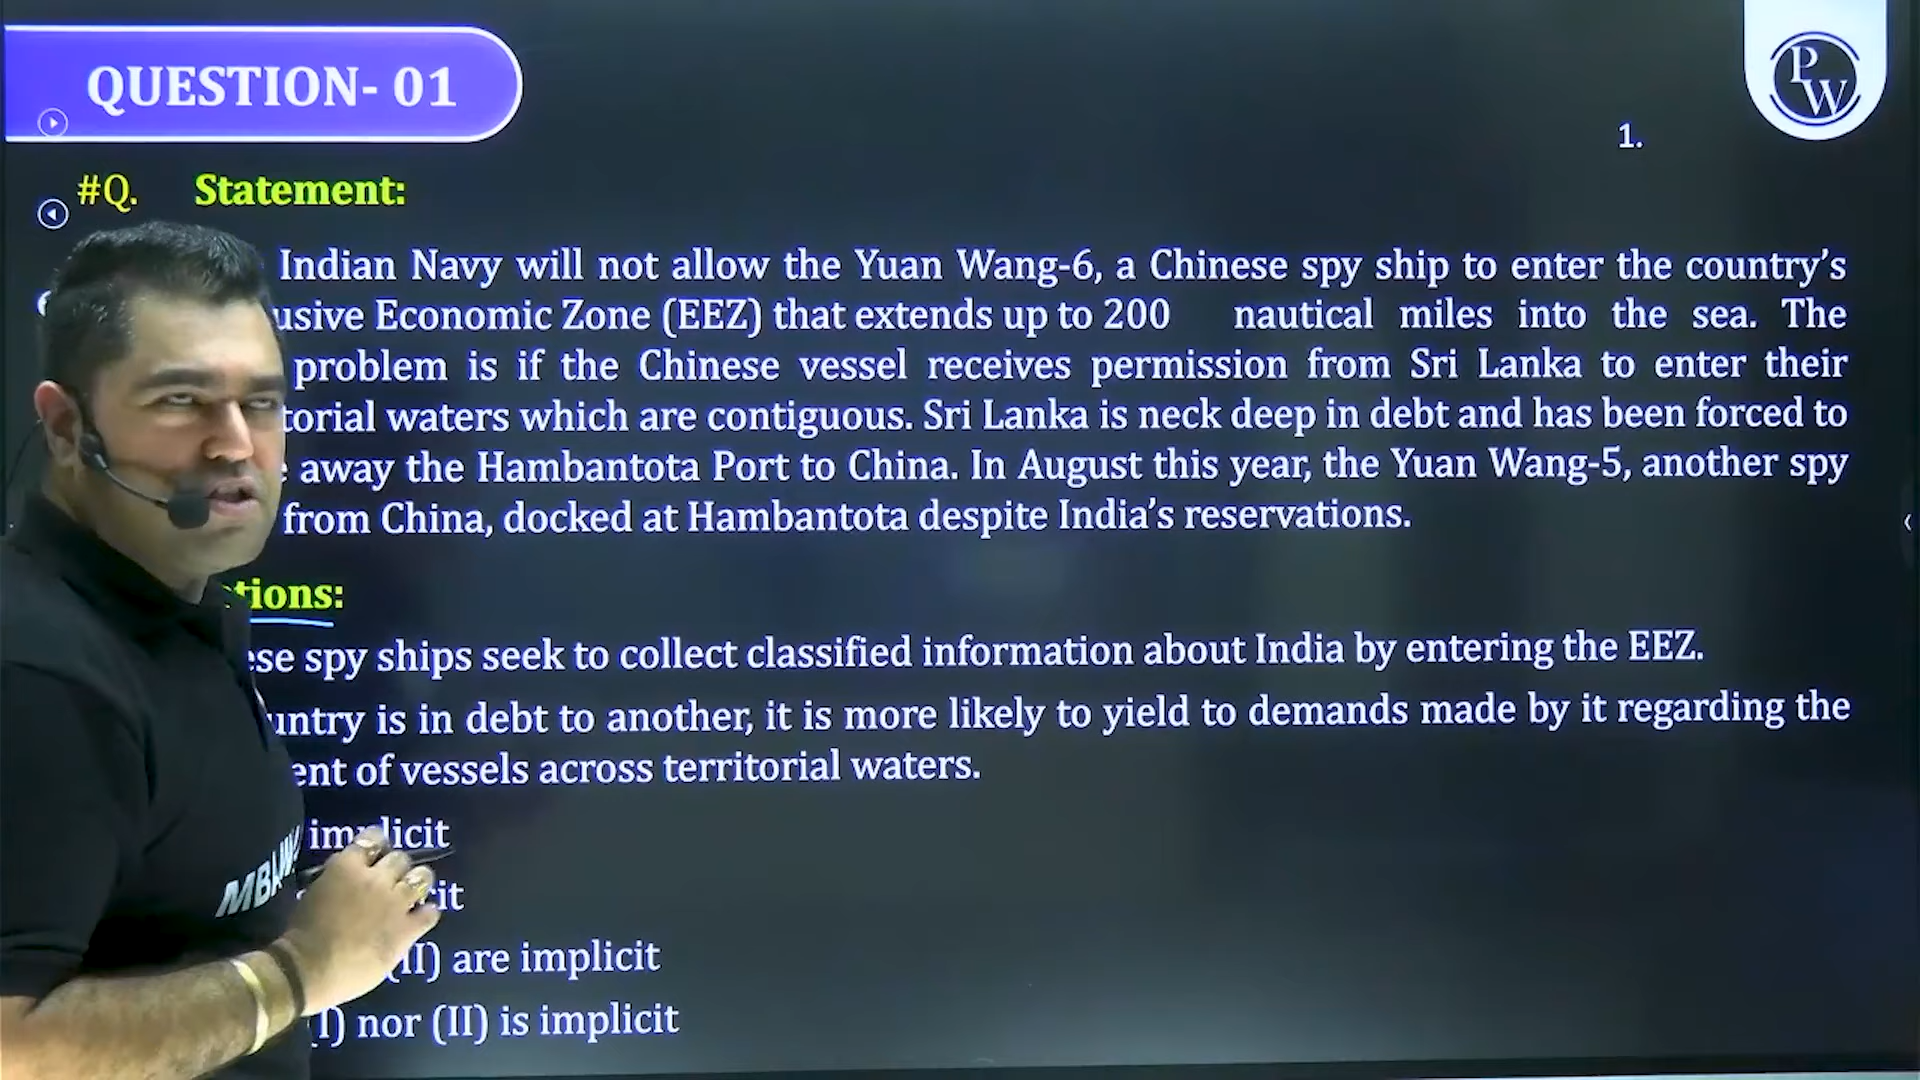 QUESTION- 01
P
W
1.
#Q. Statement:
Indian Navy will not allow the Yuan Wang-6, a Chinese spy ship to enter the country’s
usive Economic Zone (EEZ) that extends up to 200 nautical miles into the sea. The
problem is if the Chinese vessel receives permission from Sri Lanka to enter their
torial waters which are contiguous. Sri Lanka is neck deep in debt and has been forced to
away the Hambantota Port to China. In August this year, the Yuan Wang-5, another spy
from China, docked at Hambantota despite India’s reservations.
tions:
ese spy ships seek to collect classified information about India by entering the EEZ.
untry is in debt to another, it is more likely to yield to demands made by it regarding the
ent of vessels across territorial waters.
implicit
cit
(II) are implicit
(I) nor (II) is implicit